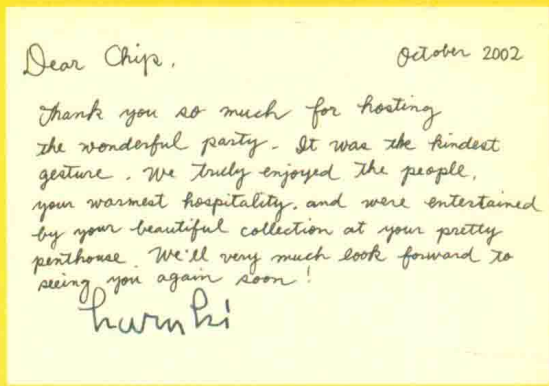 Dear Chip,
October 2002
Thank you so much for hosting
the wonderful party. It was the kindest
gesture. We truly enjoyed the people,
your warmest hospitality, and were entertained
by your beautiful collection at your pretty
penthouse. We'll very much look forward to
seeing you again soon!
Haruki